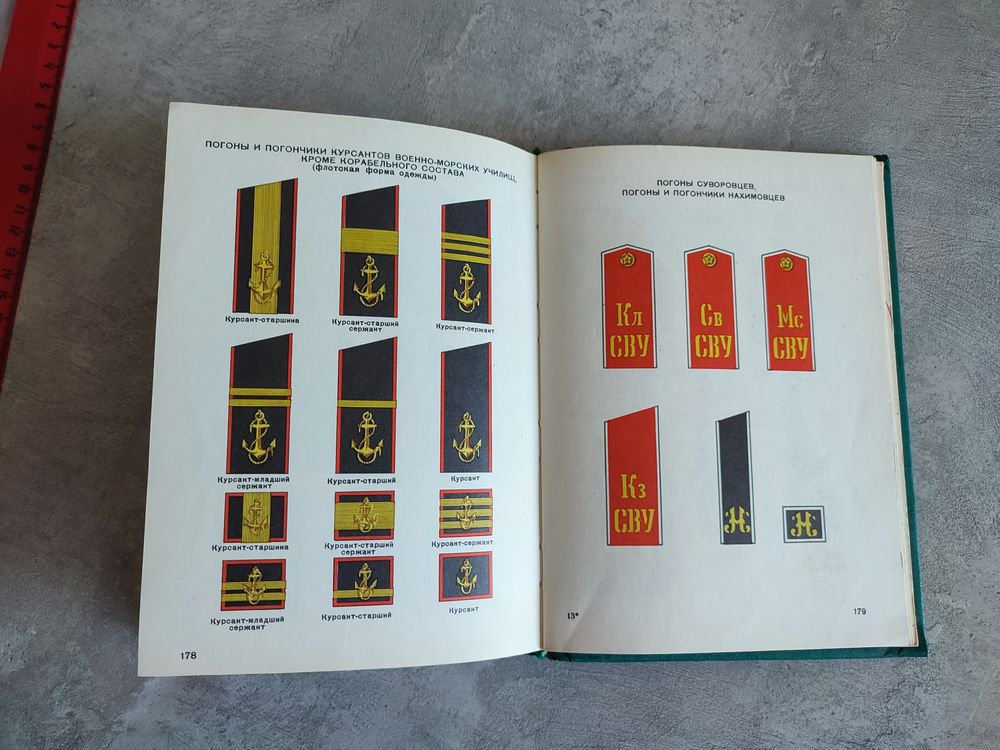 ПОГОНЫ И ПОГОНЧИКИ КУРСАНТОВ ВОЕННО-МОРСКИХ УЧИЛИЩ,
КРОМЕ КОРАБЕЛЬНОГО СОСТАВА
(флотская форма одежды)
Курсант-старшина
Курсант-старший
сержант
Курсант-сержант
Курсант-младший
сержант
Курсант-старший
Курсант
Курсант-старшина
Курсант-старший
сержант
Курсант-сержант
Курсант-младший
сержант
Курсант-старший
Курсант
178
ПОГОНЫ СУВОРОВЦЕВ,
ПОГОНЫ И ПОГОНЧИКИ НАХИМОВЦЕВ
Кл
СВУ
Св
СВУ
Мс
СВУ
Кз
СВУ
Н
Н
13*
179